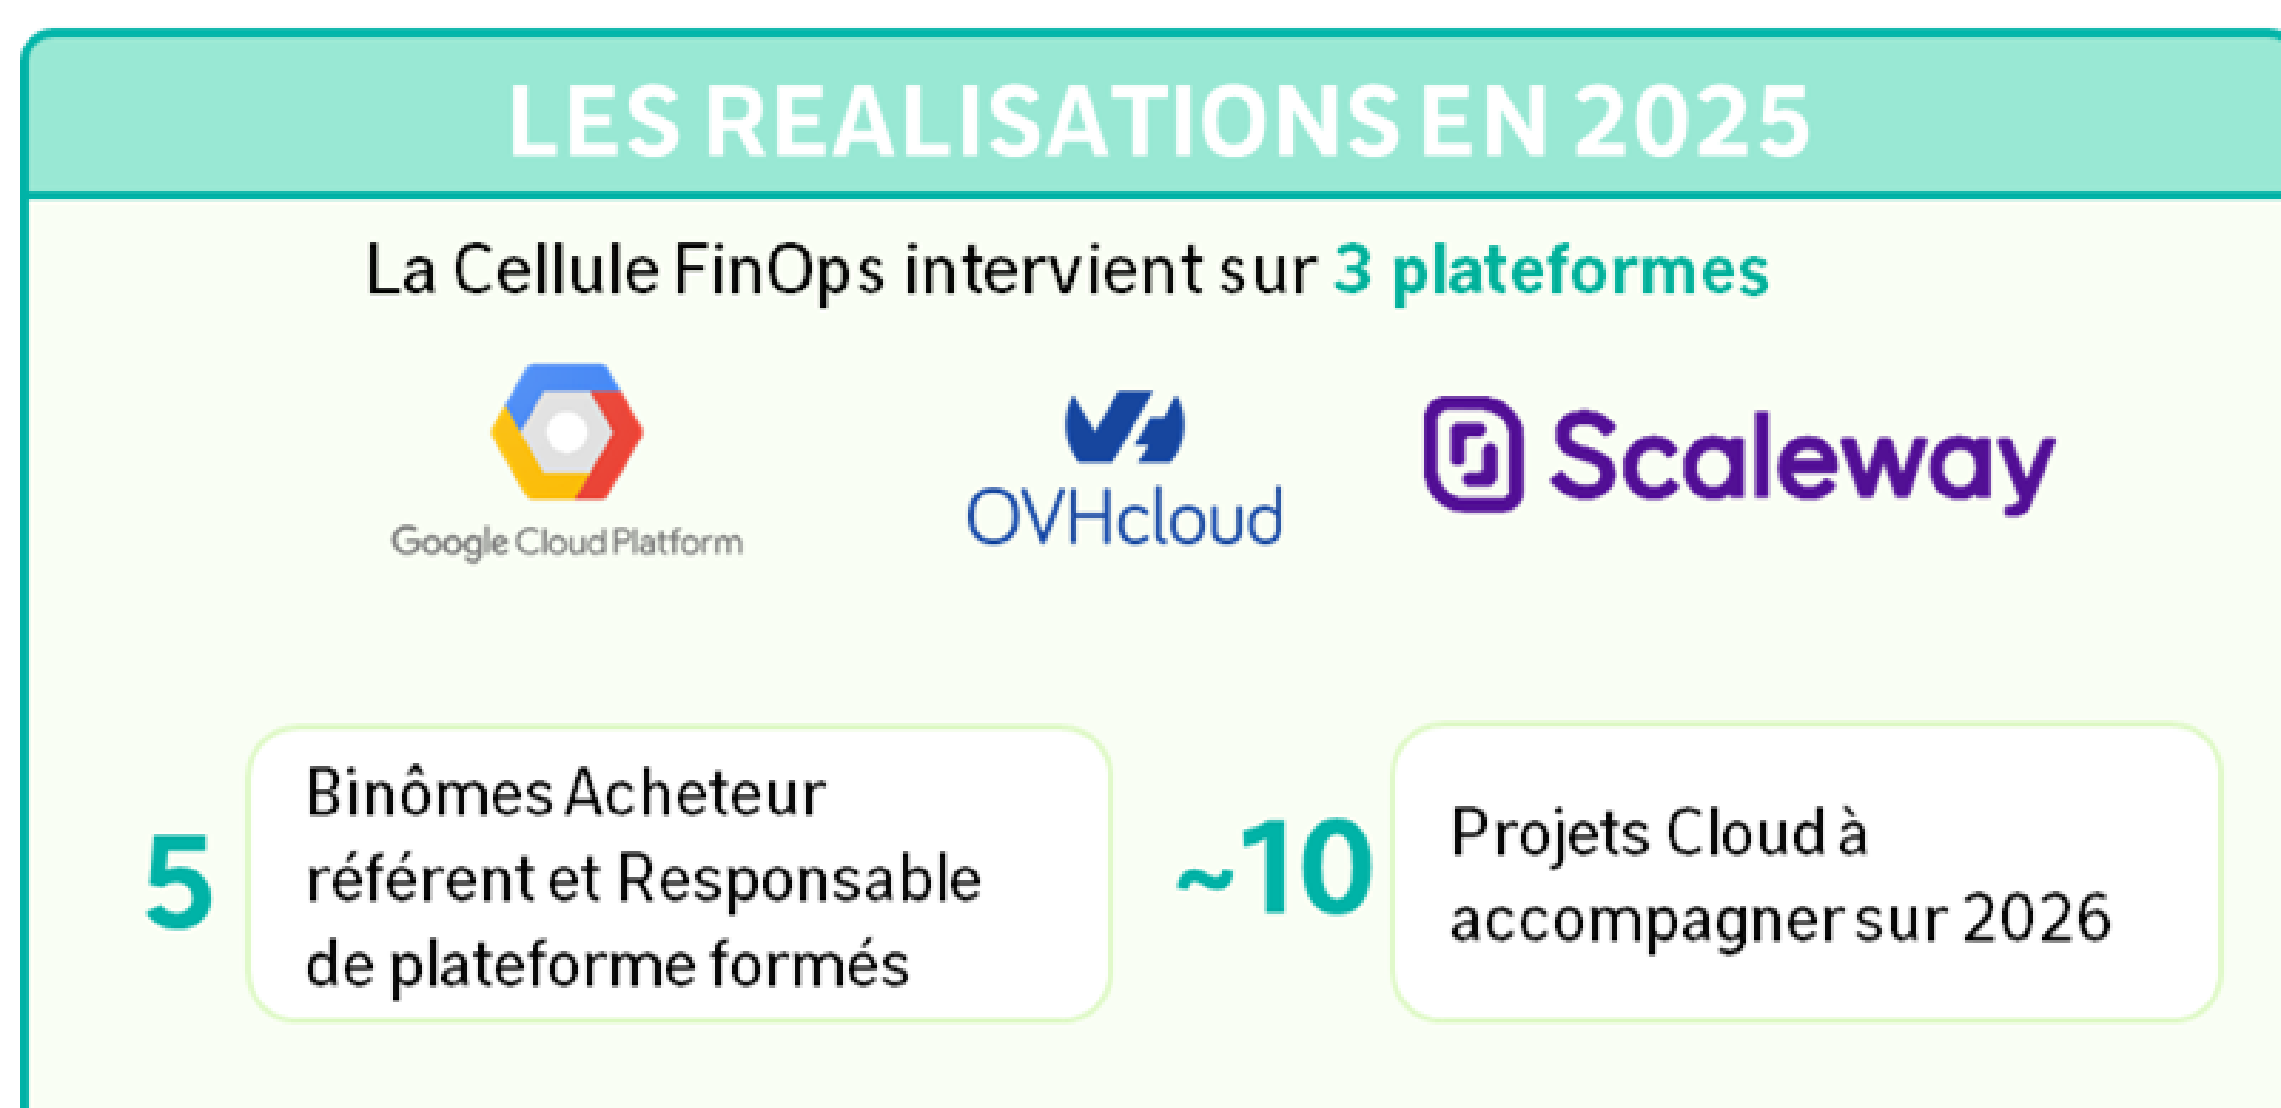 LES REALISATIONS EN 2025
La Cellule FinOps intervient sur 3 plateformes
Google Cloud Platform
OVHcloud
Scaleway
5
Binômes Acheteur
référent et Responsable
de plateforme formés
~10
Projets Cloud à
accompagner sur 2026